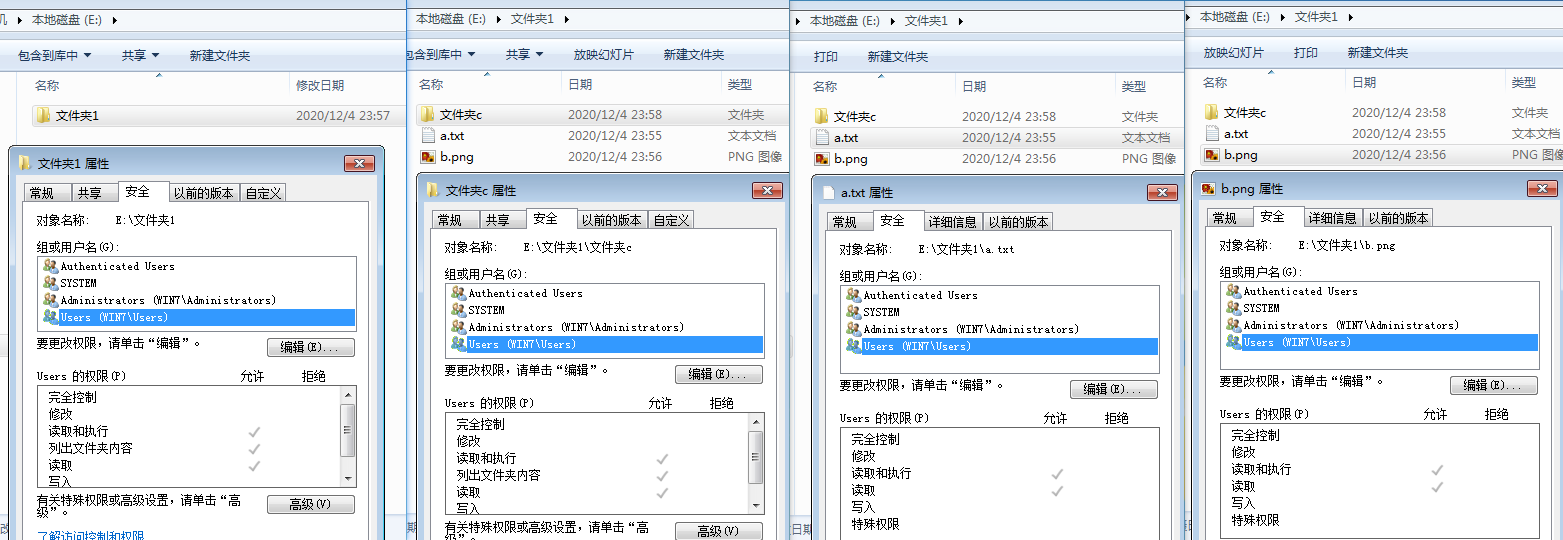 机 ▸ 本地磁盘 (E:) ▸
包含到库中 ▼ 共享 ▼ 新建文件夹
名称 修改日期
文件夹1 2020/12/4 23:57
文件夹1 属性
常规 共享 安全 以前的版本 自定义
对象名称: E:\文件夹1
组或用户名(G):
Authenticated Users
SYSTEM
Administrators (WIN7\Administrators)
Users (WIN7\Users)
要更改权限，请单击“编辑”。 编辑(E)...
Users 的权限(P) 允许 拒绝
完全控制
修改
读取和执行
列出文件夹内容
读取
写入
有关特殊权限或高级设置，请单击“高级”。 高级(V)
了解访问控制和权限
本地磁盘 (E:) ▸ 文件夹1 ▸
包含到库中 ▼ 共享 ▼ 放映幻灯片 新建文件夹
名称 日期 类型
文件夹c 2020/12/4 23:58 文件夹
a.txt 2020/12/4 23:55 文本文档
b.png 2020/12/4 23:56 PNG 图像
文件夹c 属性
常规 共享 安全 以前的版本 自定义
对象名称: E:\文件夹1\文件夹c
组或用户名(G):
Authenticated Users
SYSTEM
Administrators (WIN7\Administrators)
Users (WIN7\Users)
要更改权限，请单击“编辑”。 编辑(E)...
Users 的权限(P) 允许 拒绝
完全控制
修改
读取和执行
列出文件夹内容
读取
写入
有关特殊权限或高级设置，请单击“高级”。 高级(V)
本地磁盘 (E:) ▸ 文件夹1 ▸
打印 新建文件夹
名称 日期 类型
文件夹c 2020/12/4 23:58 文件夹
a.txt 2020/12/4 23:55 文本文档
b.png 2020/12/4 23:56 PNG 图像
a.txt 属性
常规 安全 详细信息 以前的版本
对象名称: E:\文件夹1\a.txt
组或用户名(G):
Authenticated Users
SYSTEM
Administrators (WIN7\Administrators)
Users (WIN7\Users)
要更改权限，请单击“编辑”。 编辑(E)...
Users 的权限(P) 允许 拒绝
完全控制
修改
读取和执行
读取
写入
特殊权限
本地磁盘 (E:) ▸ 文件夹1 ▸
放映幻灯片 打印 新建文件夹
名称 日期 类型
文件夹c 2020/12/4 23:58 文件夹
a.txt 2020/12/4 23:55 文本文档
b.png 2020/12/4 23:56 PNG 图像
b.png 属性
常规 安全 详细信息 以前的版本
对象名称: E:\文件夹1\b.png
组或用户名(G):
Authenticated Users
SYSTEM
Administrators (WIN7\Administrators)
Users (WIN7\Users)
要更改权限，请单击“编辑”。 编辑(E)...
Users 的权限(P) 允许 拒绝
完全控制
修改
读取和执行
读取
写入
特殊权限